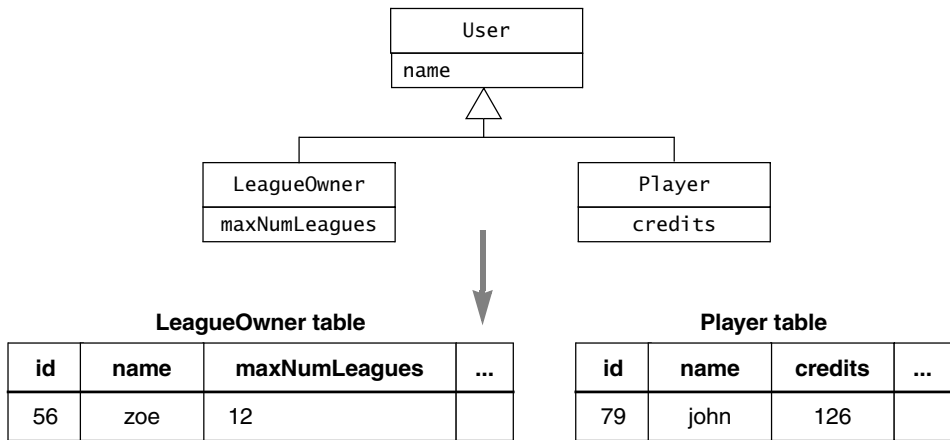 User
name
LeagueOwner
maxNumLeagues
Player
credits
LeagueOwner table
id name maxNumLeagues ...
56 zoe 12
Player table
id name credits ...
79 john 126